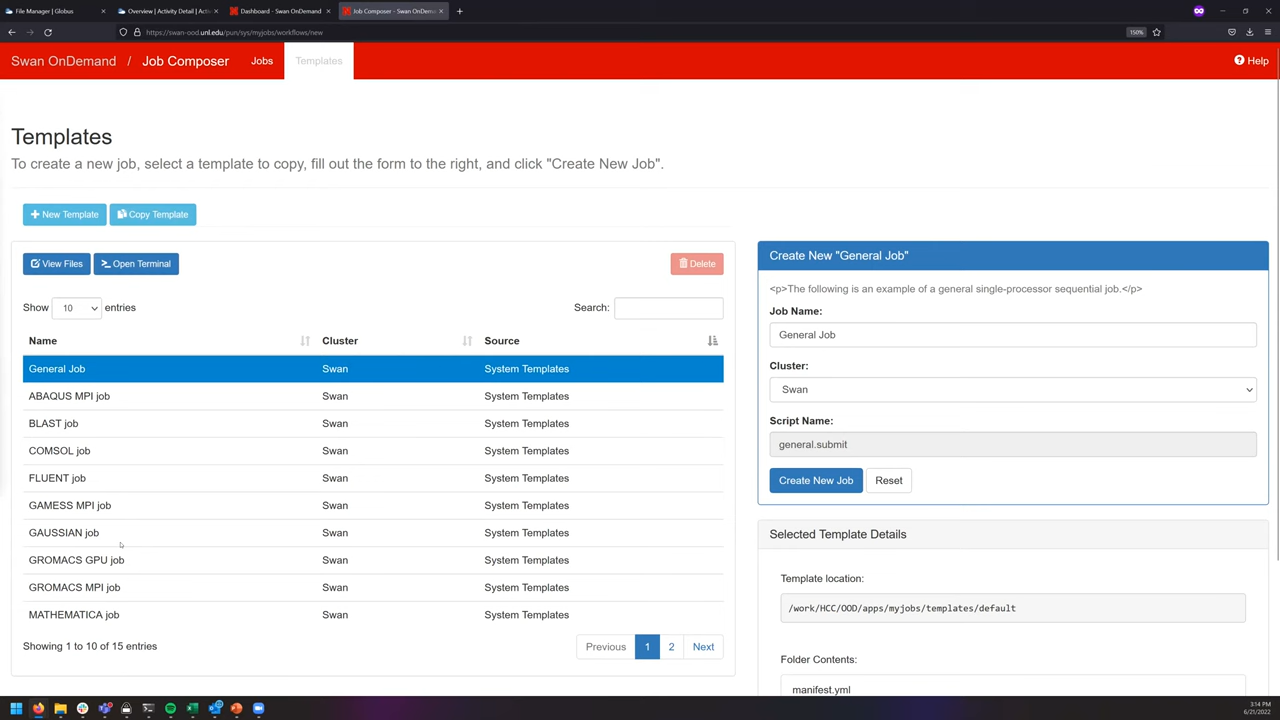 File Manager | Globus
Overview | Activity Detail | Acti
Dashboard - Swan OnDemand
Job Composer - Swan OnDem
https://swan-ood.unl.edu/pun/sys/myjobs/workflows/new
150%
Swan OnDemand / Job Composer Jobs Templates Help
Templates
To create a new job, select a template to copy, fill out the form to the right, and click "Create New Job".
New Template Copy Template
View Files Open Terminal Delete
Show 10 entries Search:
Name Cluster Source
General Job Swan System Templates
ABAQUS MPI job Swan System Templates
BLAST job Swan System Templates
COMSOL job Swan System Templates
FLUENT job Swan System Templates
GAMESS MPI job Swan System Templates
GAUSSIAN job Swan System Templates
GROMACS GPU job Swan System Templates
GROMACS MPI job Swan System Templates
MATHEMATICA job Swan System Templates
Showing 1 to 10 of 15 entries Previous 1 2 Next
Create New "General Job"
<p>The following is an example of a general single-processor sequential job.</p>
Job Name:
General Job
Cluster:
Swan
Script Name:
general.submit
Create New Job Reset
Selected Template Details
Template location:
/work/HCC/OOD/apps/myjobs/templates/default
Folder Contents:
manifest.yml
3:14 PM
6/21/2022